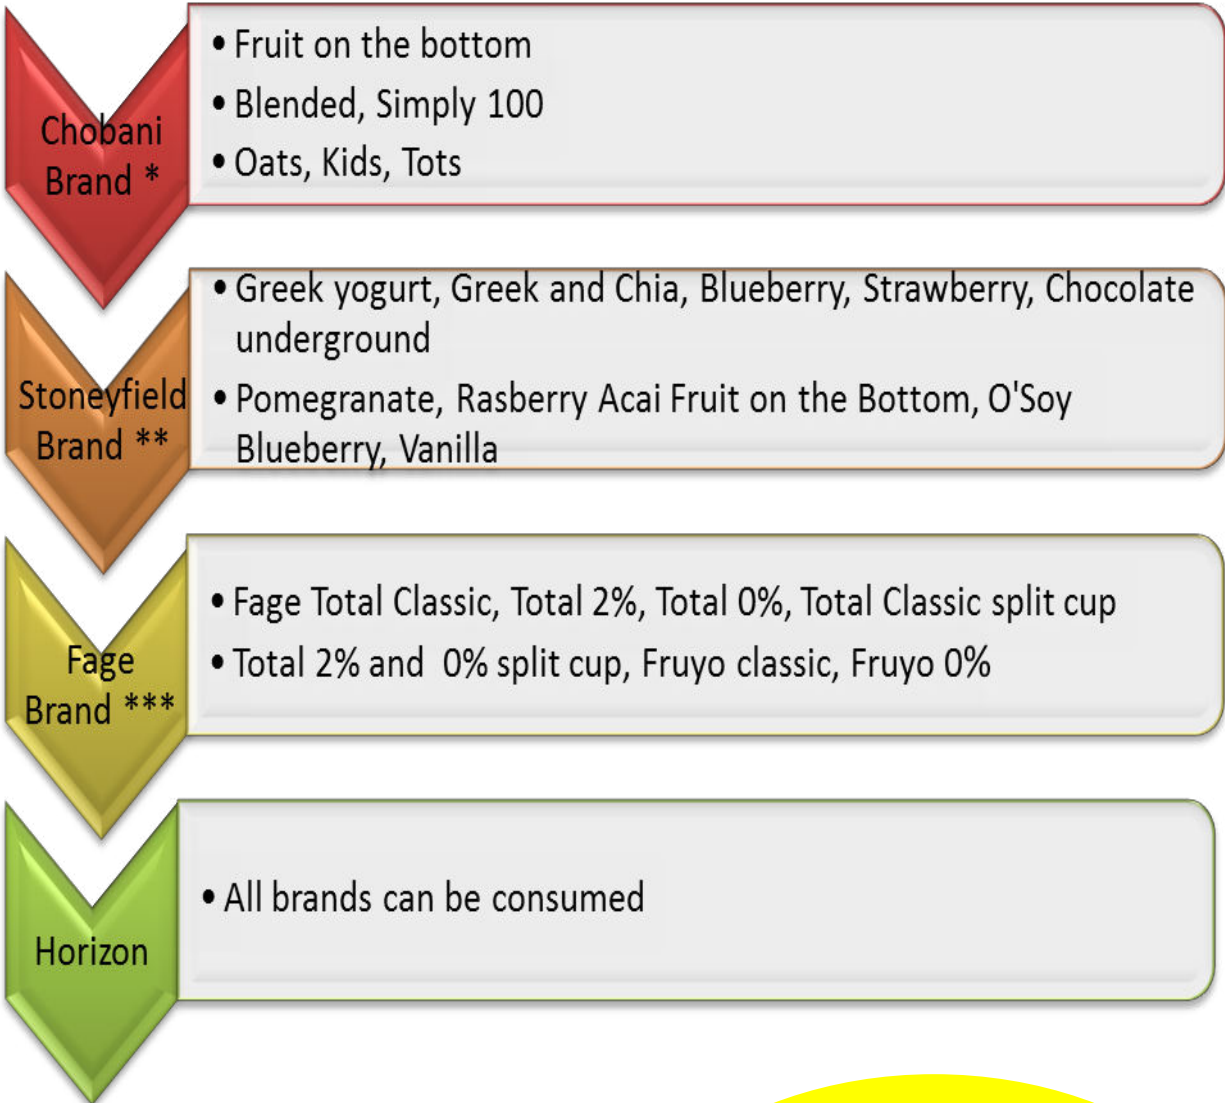 Chobani
Brand *
• Fruit on the bottom
• Blended, Simply 100
• Oats, Kids, Tots
Stoneyfield
Brand **
• Greek yogurt, Greek and Chia, Blueberry, Strawberry, Chocolate
underground
• Pomegranate, Rasberry Acai Fruit on the Bottom, O'Soy
Blueberry, Vanilla
Fage
Brand ***
• Fage Total Classic, Total 2%, Total 0%, Total Classic split cup
• Total 2% and 0% split cup, Fruyo classic, Fruyo 0%
Horizon
• All brands can be consumed